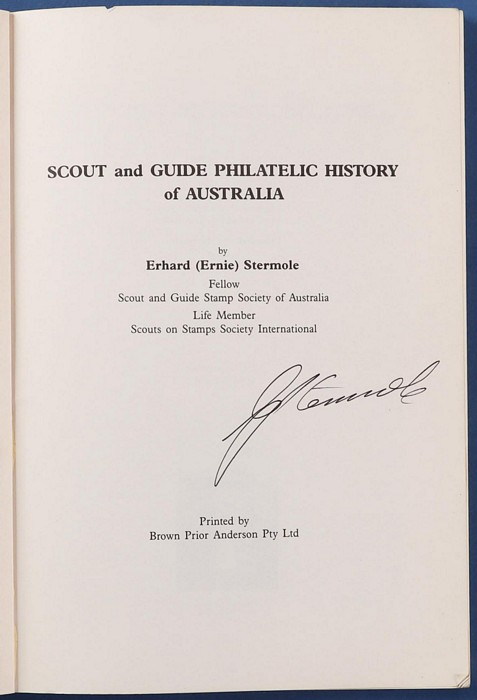 SCOUT and GUIDE PHILATELIC HISTORY
of AUSTRALIA
by
Erhard (Ernie) Stermole
Fellow
Scout and Guide Stamp Society of Australia
Life Member
Scouts on Stamps Society International
Stermole
Printed by
Brown Prior Anderson Pty Ltd